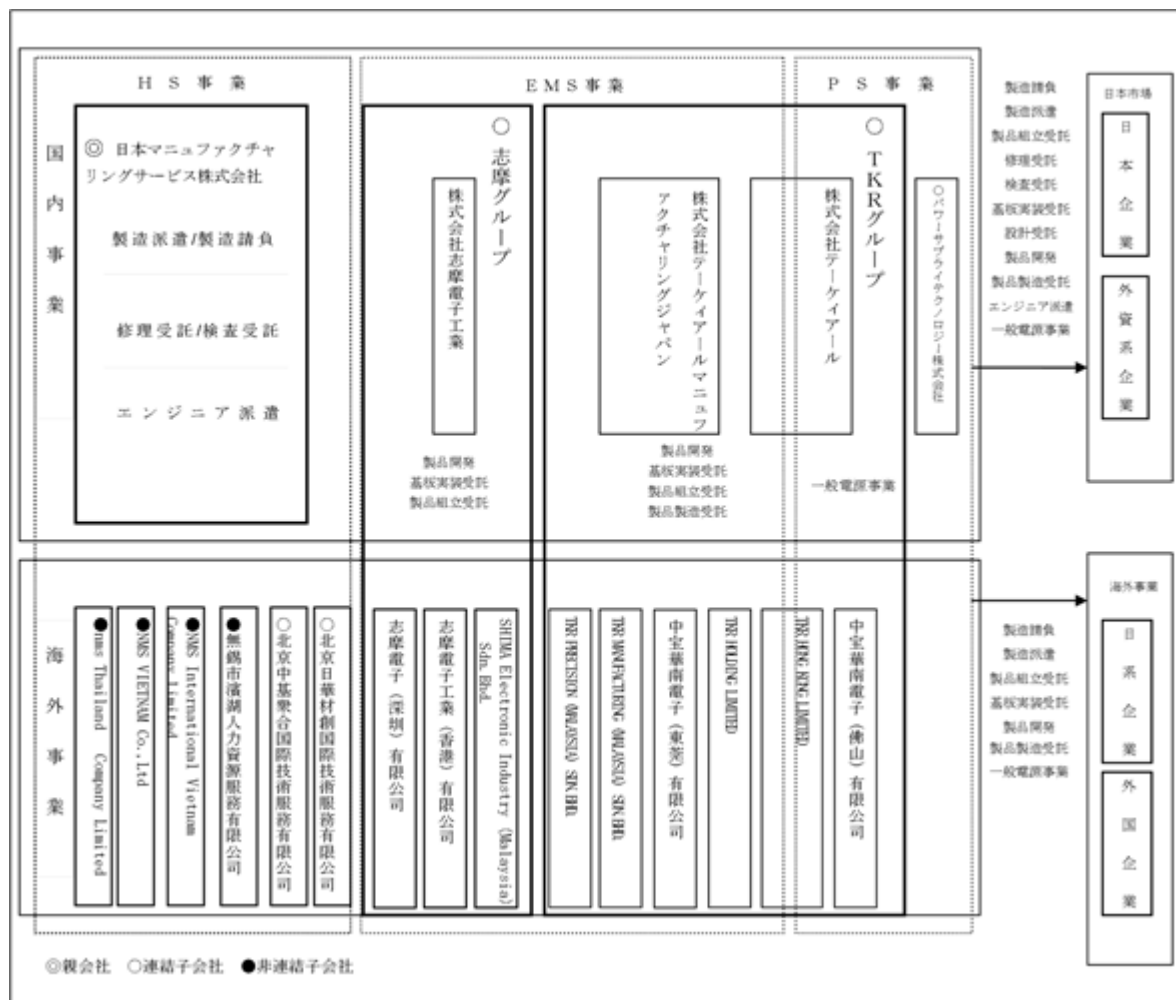 HS事業
EMS事業
PS事業
国内事業
◎ 日本マニュファクチャ
リングサービス株式会社
製造派遣/製造請負
修理受託/検査受託
エンジニア派遣
○ 志摩グループ
株式会社志摩電子工業
製品開発
基板実装受託
製品組立受託
○ TKRグループ
株式会社テーケィアールマニュフ
アクチャリングジャパン
株式会社テーケィアール
製品開発
基板実装受託
製品組立受託
製品製造受託
○パワーサプライテクノロジー株式会社
一般電源事業
製造請負
製造派遣
製品組立受託
修理受託
検査受託
基板実装受託
設計受託
製品開発
製品製造受託
エンジニア派遣
一般電源事業
日本市場
日本企業
外資系企業
海外事業
●nms Thailand Company Limited
●NMS VIETNAM Co.,Ltd
●NMS International Vietnam
Company Limited
●無錫市濱湖人力資源服務有限公司
○北京中基衆合国際技術服務有限公司
○北京日華材創国際技術服務有限公司
志摩電子（深圳）有限公司
志摩電子工業（香港）有限公司
SHIMA Electronic Industry (Malaysia)
Sdn. Bhd.
TKR PRECISION (MALAYSIA) SDN. BHD.
TKR MANUFACTURING (MALAYSIA) SDN. BHD.
中宝華南電子（東莞）有限公司
TKR HOLDING LIMITED
TKR HONG KONG LIMITED
中宝華南電子（佛山）有限公司
製造請負
製造派遣
製品組立受託
基板実装受託
製品開発
製品製造受託
一般電源事業
海外事業
日系企業
外国企業
◎親会社 ○連結子会社 ●非連結子会社